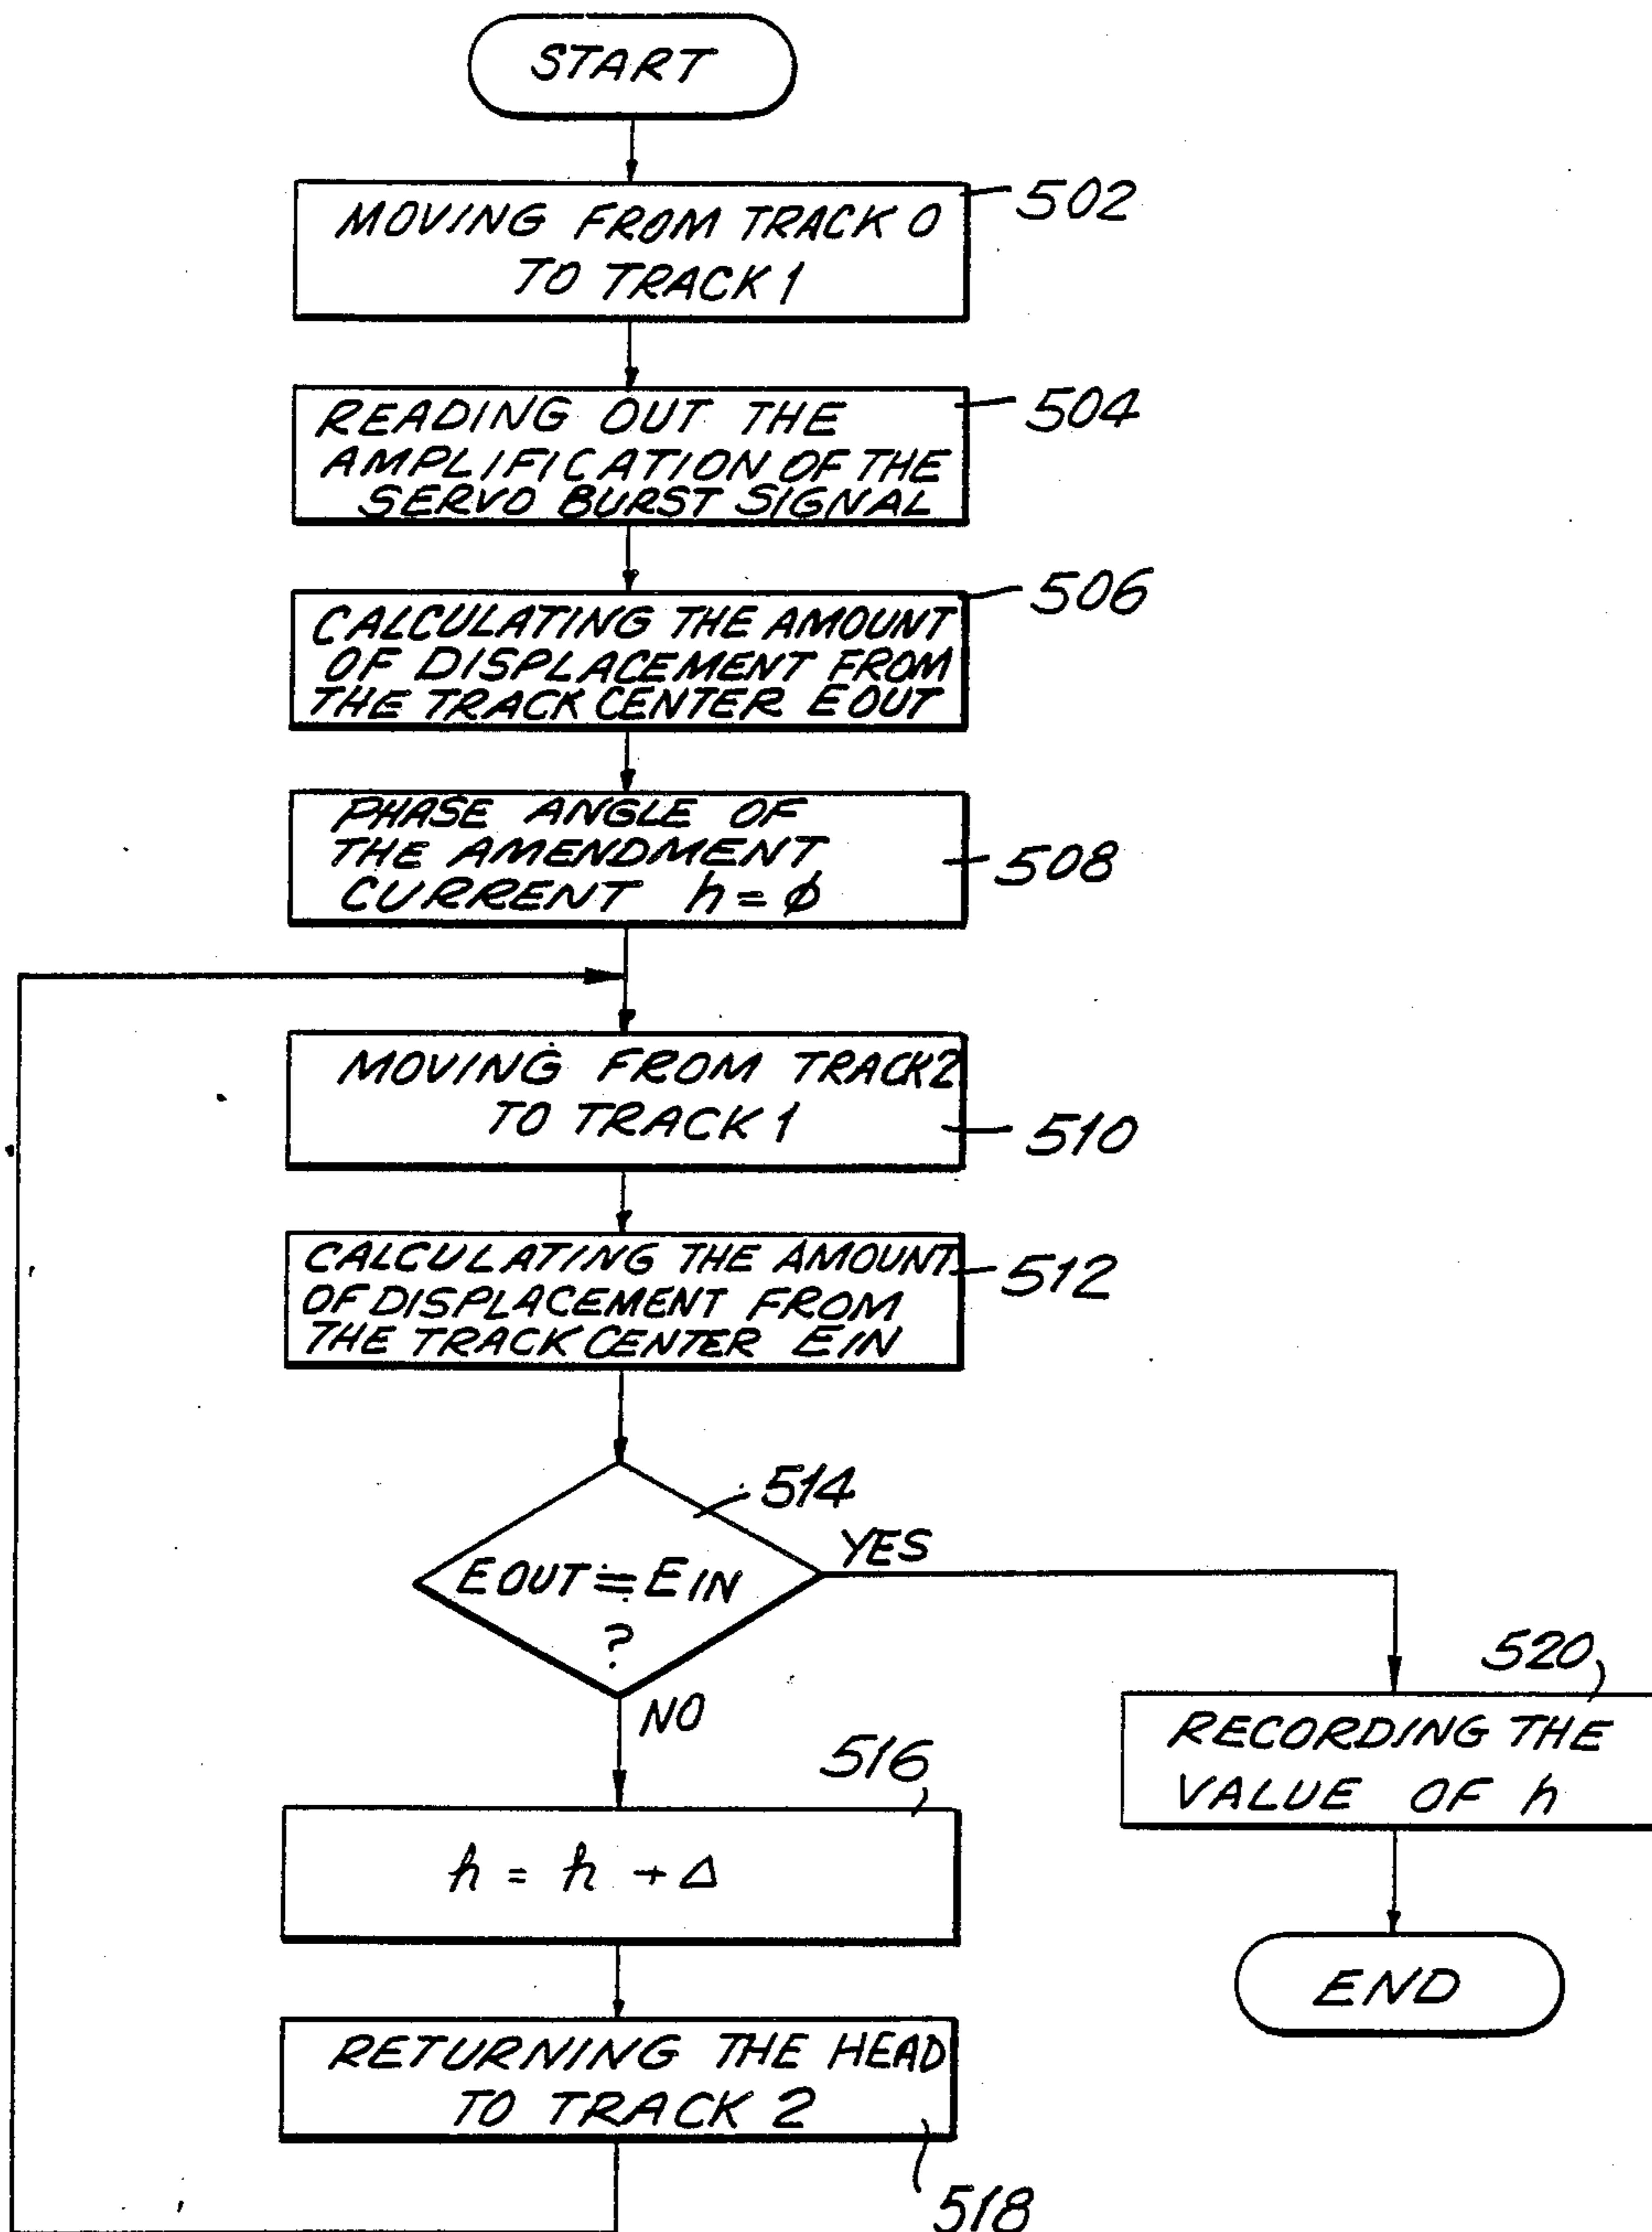 START
MOVING FROM TRACK 0
TO TRACK 1
502
READING OUT THE
AMPLIFICATION OF THE
SERVO BURST SIGNAL
504
CALCULATING THE AMOUNT
OF DISPLACEMENT FROM
THE TRACK CENTER EOUT
506
PHASE ANGLE OF
THE AMENDMENT
CURRENT h = ϕ
508
MOVING FROM TRACK 2
TO TRACK 1
510
CALCULATING THE AMOUNT
OF DISPLACEMENT FROM
THE TRACK CENTER EIN
512
514
EOUT ≒ EIN
?
YES
NO
520
RECORDING THE
VALUE OF h
516
h = h + Δ
END
RETURNING THE HEAD
TO TRACK 2
518